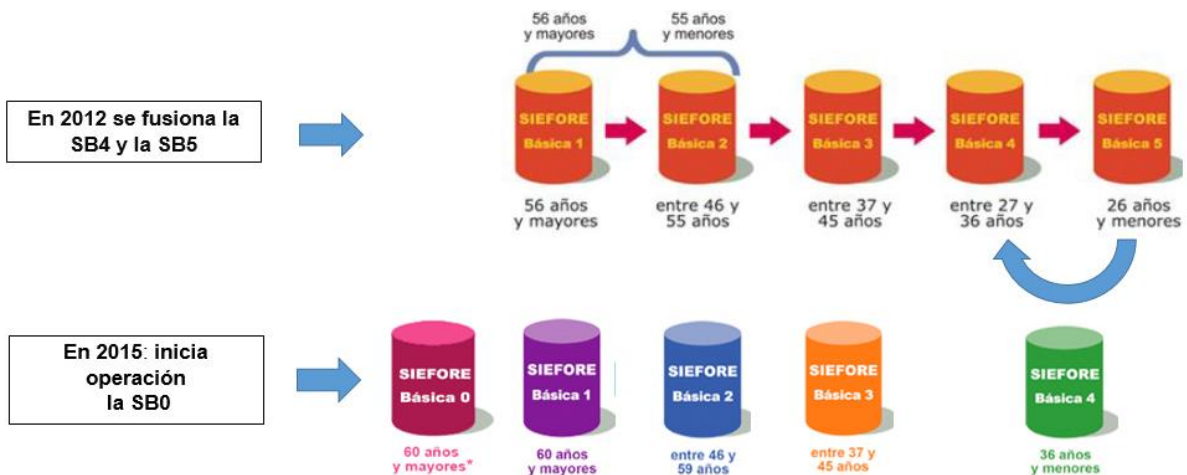 56 años
y mayores
55 años
y menores
En 2012 se fusiona la
SB4 y la SB5
SIEFORE
Básica 1
SIEFORE
Básica 2
SIEFORE
Básica 3
SIEFORE
Básica 4
SIEFORE
Básica 5
56 años
y mayores
entre 46 y
55 años
entre 37 y
45 años
entre 27 y
36 años
26 años
y menores
En 2015: inicia
operación
la SB0
SIEFORE
Básica 0
SIEFORE
Básica 1
SIEFORE
Básica 2
SIEFORE
Básica 3
SIEFORE
Básica 4
60 años
y mayores*
60 años
y mayores
entre 46 y
59 años
entre 37 y
45 años
36 años
y menores